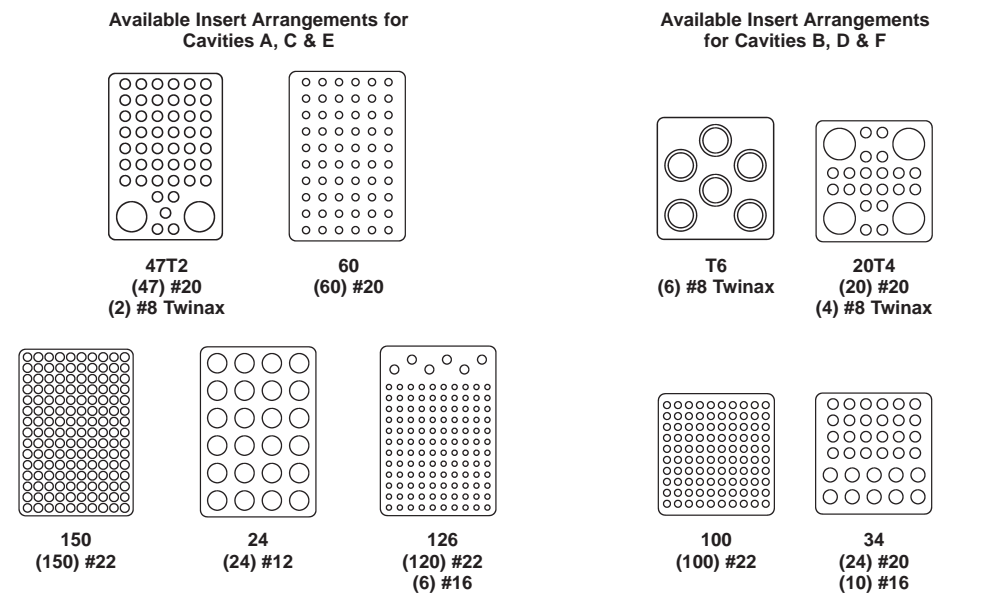 Available Insert Arrangements for
Cavities A, C & E
47T2
(47) #20
(2) #8 Twinax
60
(60) #20
150
(150) #22
24
(24) #12
126
(120) #22
(6) #16
Available Insert Arrangements
for Cavities B, D & F
T6
(6) #8 Twinax
20T4
(20) #20
(4) #8 Twinax
100
(100) #22
34
(24) #20
(10) #16